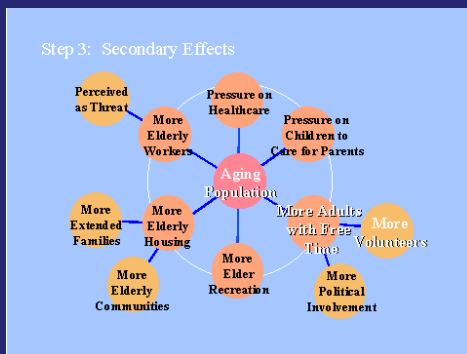 Step 3: Secondary Effects
Perceived
as Threat
Pressure on
Healthcare
More
Elderly
Workers
Pressure on
Children to
Care for Parents
Aging
Population
More
Extended
Families
More
Elderly
Housing
More Adults
with Free
Time
More
Volunteers
More
Elderly
Communities
More
Elder
Recreation
More
Political
Involvement